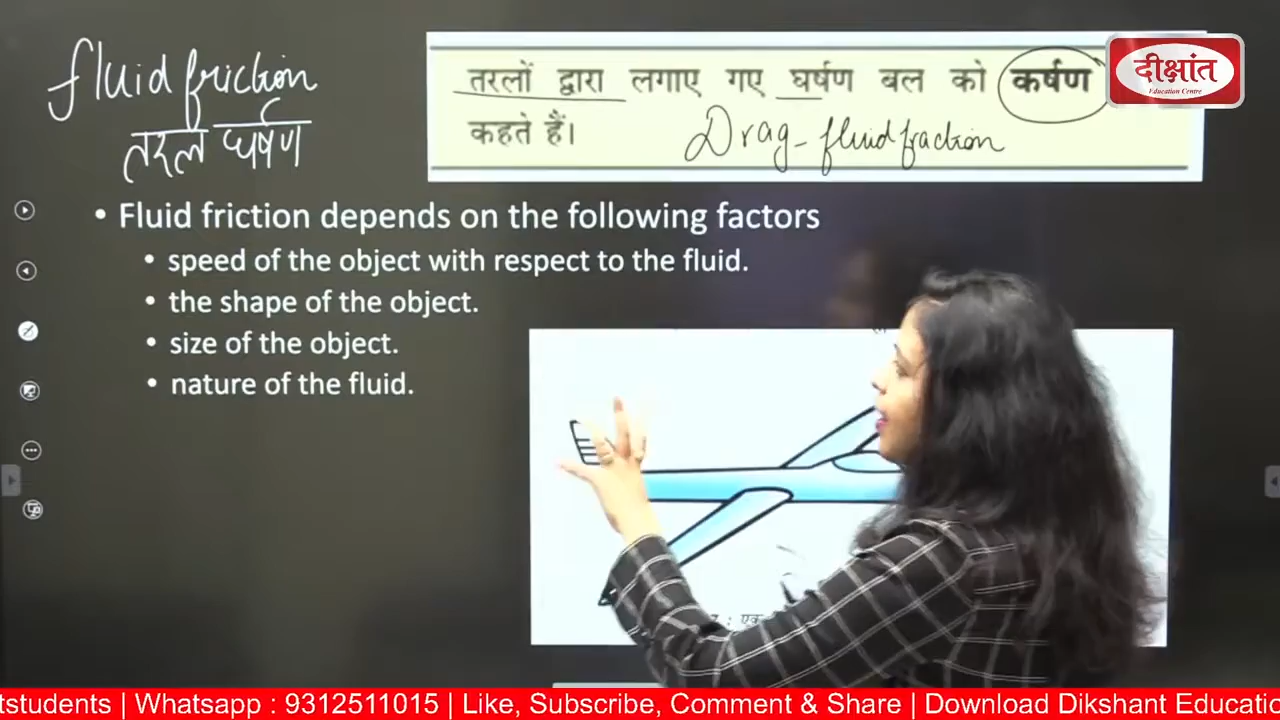 fluid friction
तरल घर्षण
तरलों द्वारा लगाए गए घर्षण बल को कर्षण
कहते हैं।
Drag - fluid fraction
दीक्षांत
Education Centre
• Fluid friction depends on the following factors
• speed of the object with respect to the fluid.
• the shape of the object.
• size of the object.
• nature of the fluid.
: एक
tstudents | Whatsapp : 9312511015 | Like, Subscribe, Comment & Share | Download Dikshant Educatio